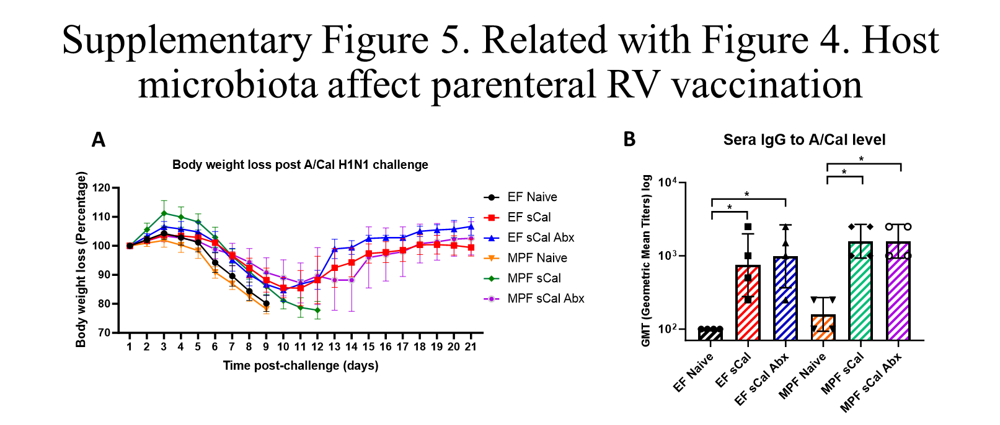 Supplementary Figure 5. Related with Figure 4. Host
microbiota affect parenteral RV vaccination
A
Body weight loss post A/Cal H1N1 challenge
Body weight loss (Percentage)
120
110
100
90
80
70
1 2 3 4 5 6 7 8 9 10 11 12 13 14 15 16 17 18 19 20 21
Time post-challenge (days)
EF Naive
EF sCal
EF sCal Abx
MPF Naive
MPF sCal
MPF sCal Abx
B
Sera IgG to A/Cal level
GMT (Geometric Mean Titers) log
10⁴
10³
10²
* *
* *
EF Naive
EF sCal
EF sCal Abx
MPF Naive
MPF sCal
MPF sCal Abx